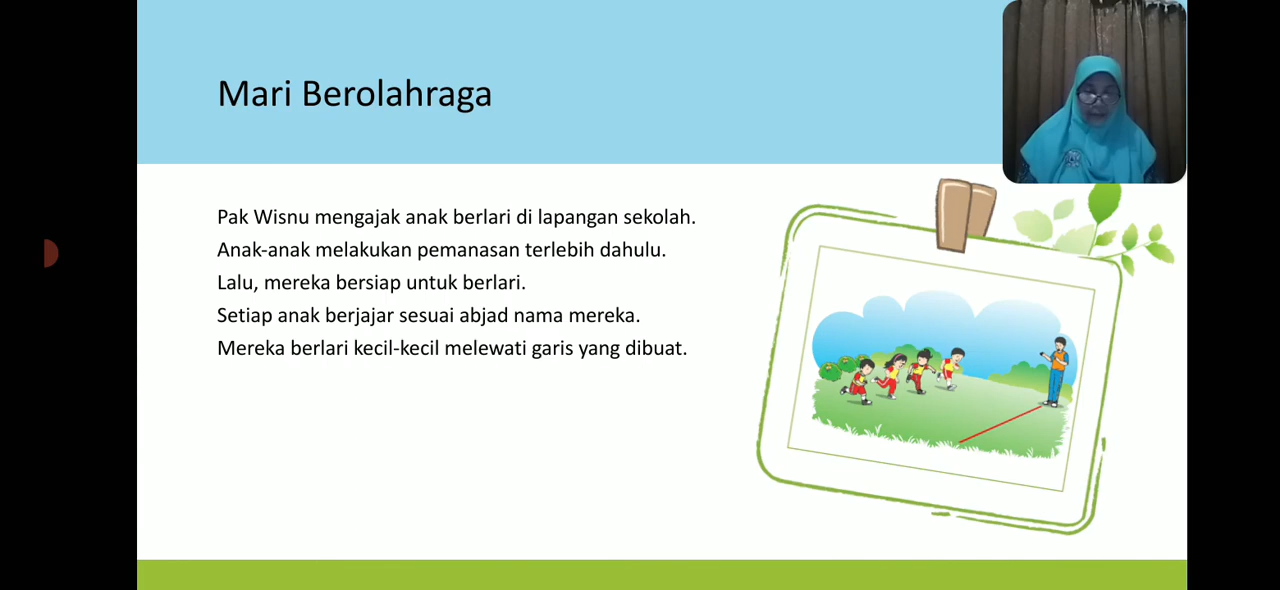 Mari Berolahraga
Pak Wisnu mengajak anak berlari di lapangan sekolah.
Anak-anak melakukan pemanasan terlebih dahulu.
Lalu, mereka bersiap untuk berlari.
Setiap anak berjajar sesuai abjad nama mereka.
Mereka berlari kecil-kecil melewati garis yang dibuat.